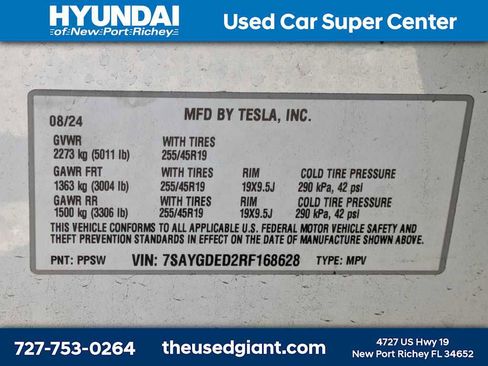 HYUNDAI
of New Port Richey
Used Car Super Center
08/24
MFD BY TESLA, INC.
GVWR
WITH TIRES
2273 kg (5011 lb)
255/45R19
GAWR FRT
WITH TIRES
RIM
COLD TIRE PRESSURE
1363 kg (3004 lb)
255/45R19
19X9.5J
290 kPa, 42 psi
GAWR RR
WITH TIRES
RIM
COLD TIRE PRESSURE
1500 kg (3306 lb)
255/45R19
19X9.5J
290 kPa, 42 psi
THIS VEHICLE CONFORMS TO ALL APPLICABLE U.S. FEDERAL MOTOR VEHICLE SAFETY AND
THEFT PREVENTION STANDARDS IN EFFECT ON THE DATE OF MANUFACTURE SHOWN ABOVE.
PNT: PPSW
VIN: 7SAYGDED2RF168628
TYPE: MPV
727-753-0264
theusedgiant.com
4727 US Hwy 19
New Port Richey FL 34652